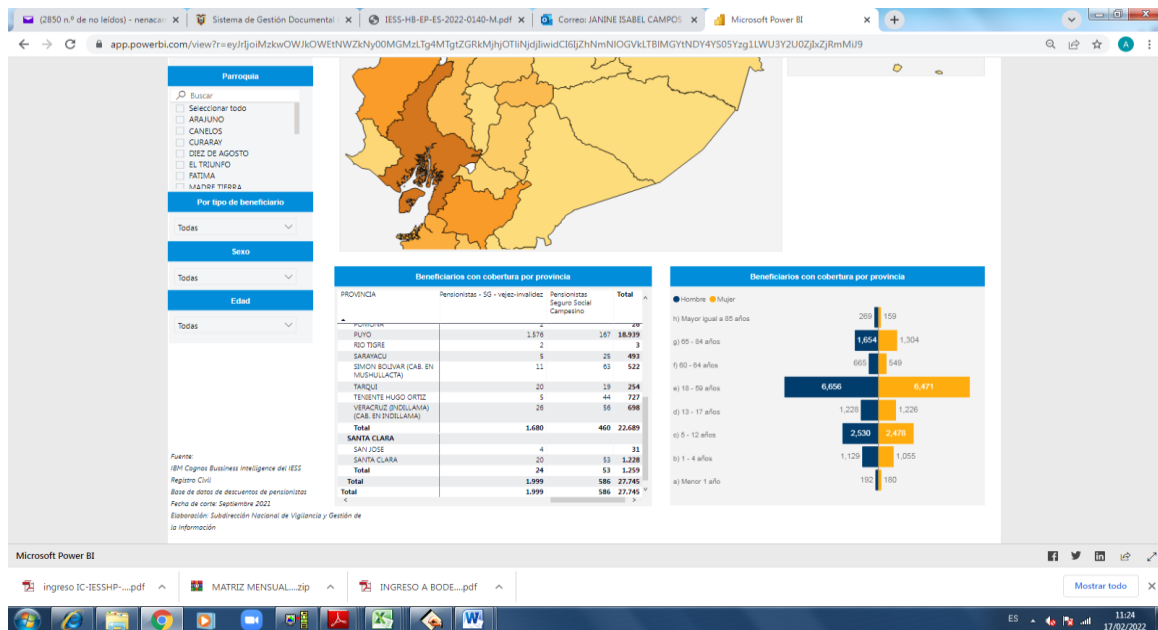 (2850 n.º de no leídos) - nenacar
Sistema de Gestión Documental
IESS-HB-EP-ES-2022-0140-M.pdf
Correo: JANINE ISABEL CAMPOS
Microsoft Power BI
Parroquia
Buscar
Seleccionar todo
ARAJUNO
CANELOS
CURARAY
DIEZ DE AGOSTO
EL TRIUNFO
FATIMA
MADRE TIERRA
Por tipo de beneficiario
Todas
Sexo
Todas
Edad
Todas
Fuente:
IBM Cognos Bussiness Intelligence del IESS
Registro Civil
Base de datos de descuentos de pensionistas
Fecha de corte: Septiembre 2021
Elaboración: Subdirección Nacional de Vigilancia y Gestión de
la Información
Beneficiarios con cobertura por provincia
PROVINCIA Pensionistas - SG - vejez-invalidez Pensionistas Seguro Social Campesino Total
POMONA 2 26
PUYO 1.576 167 18.939
RIO TIGRE 2 3
SARAYACU 5 25 493
SIMON BOLIVAR (CAB. EN 11 63 522
MUSHULLACTA)
TARQUI 20 19 254
TENIENTE HUGO ORTIZ 5 44 727
VERACRUZ (INDILLAMA) 26 56 698
(CAB. EN INDILLAMA)
Total 1.680 460 22.689
SANTA CLARA
SAN JOSE 4 31
SANTA CLARA 20 53 1.228
Total 24 53 1.259
Total 1.999 586 27.745
Total 1.999 586 27.745
Beneficiarios con cobertura por provincia
Hombre Mujer
h) Mayor igual a 85 años 269 159
g) 65 - 84 años 1,654 1,304
f) 60 - 64 años 665 549
e) 18 - 59 años 6,656 6,471
d) 13 - 17 años 1,228 1,226
c) 5 - 12 años 2,530 2,476
b) 1 - 4 años 1,129 1,055
a) Menor 1 año 192 180
Microsoft Power BI
ingreso IC-IESSHP-....pdf
MATRIZ MENSUAL....zip
INGRESO A BODE....pdf
Mostrar todo
ES
11:24
17/02/2022